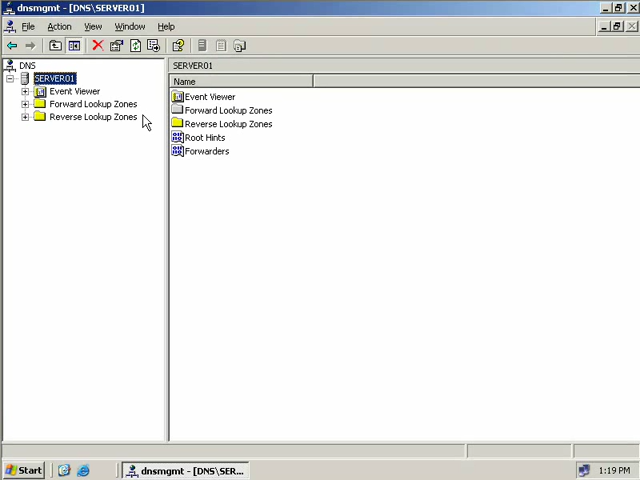 dnsmgmt - [DNS\SERVER01]
File Action View Window Help
DNS
SERVER01
Event Viewer
Forward Lookup Zones
Reverse Lookup Zones
SERVER01
Name
Event Viewer
Forward Lookup Zones
Reverse Lookup Zones
Root Hints
Forwarders
Start
dnsmgmt - [DNS\SER...
1:19 PM